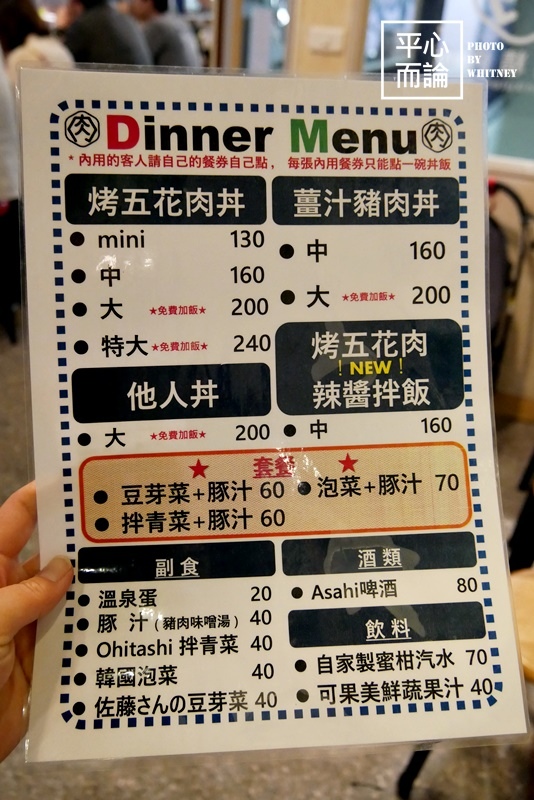 平心
而論
PHOTO
BY
WHITNEY
肉 Dinner Menu 肉
*內用的客人請自己的餐券自己點，每張內用餐券只能點一碗丼飯
烤五花肉丼
● mini 130
● 中 160
● 大 ★免費加飯★ 200
● 特大 ★免費加飯★ 240
薑汁豬肉丼
● 中 160
● 大 ★免費加飯★ 200
他人丼
● 大 ★免費加飯★ 200
烤五花肉
！NEW！
辣醬拌飯
● 中 160
★ 套餐 ★
● 豆芽菜+豚汁 60 ● 泡菜+豚汁 70
● 拌青菜+豚汁 60
副食
● 溫泉蛋 20
● 豚 汁（豬肉味噌湯）40
● Ohitashi 拌青菜 40
● 韓國泡菜 40
● 佐藤さんの豆芽菜 40
酒類
● Asahi啤酒 80
飲料
● 自家製蜜柑汽水 70
● 可果美鮮蔬果汁 40